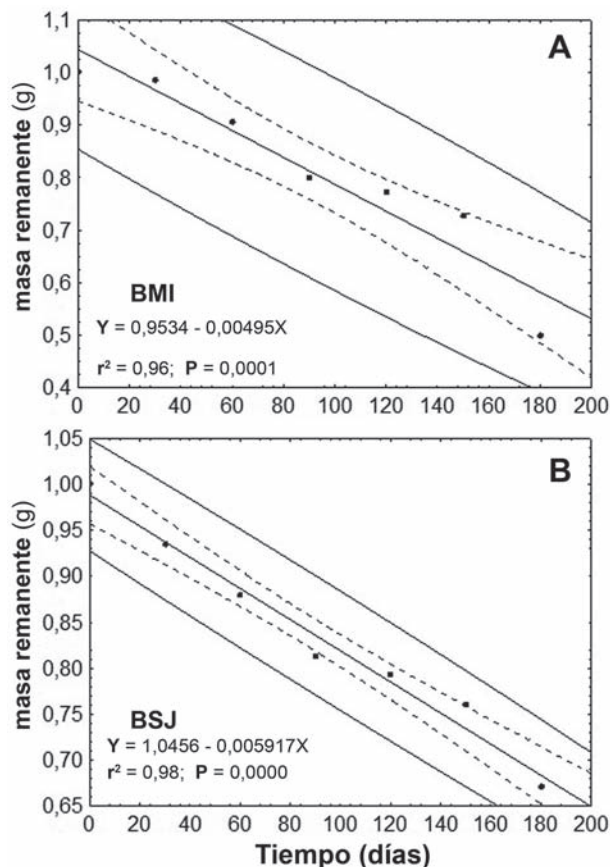 A
masa remanente (g)
1,1
1,0
0,9
0,8
0,7
0,6
0,5
0,4
BMI
Y = 0,9534 - 0,00495X
r² = 0,96; P = 0,0001
0 20 40 60 80 100 120 140 160 180 200
B
masa remanente (g)
1,05
1,00
0,95
0,90
0,85
0,80
0,75
0,70
0,65
BSJ
Y = 1,0456 - 0,005917X
r² = 0,98; P = 0,0000
0 20 40 60 80 100 120 140 160 180 200
Tiempo (días)